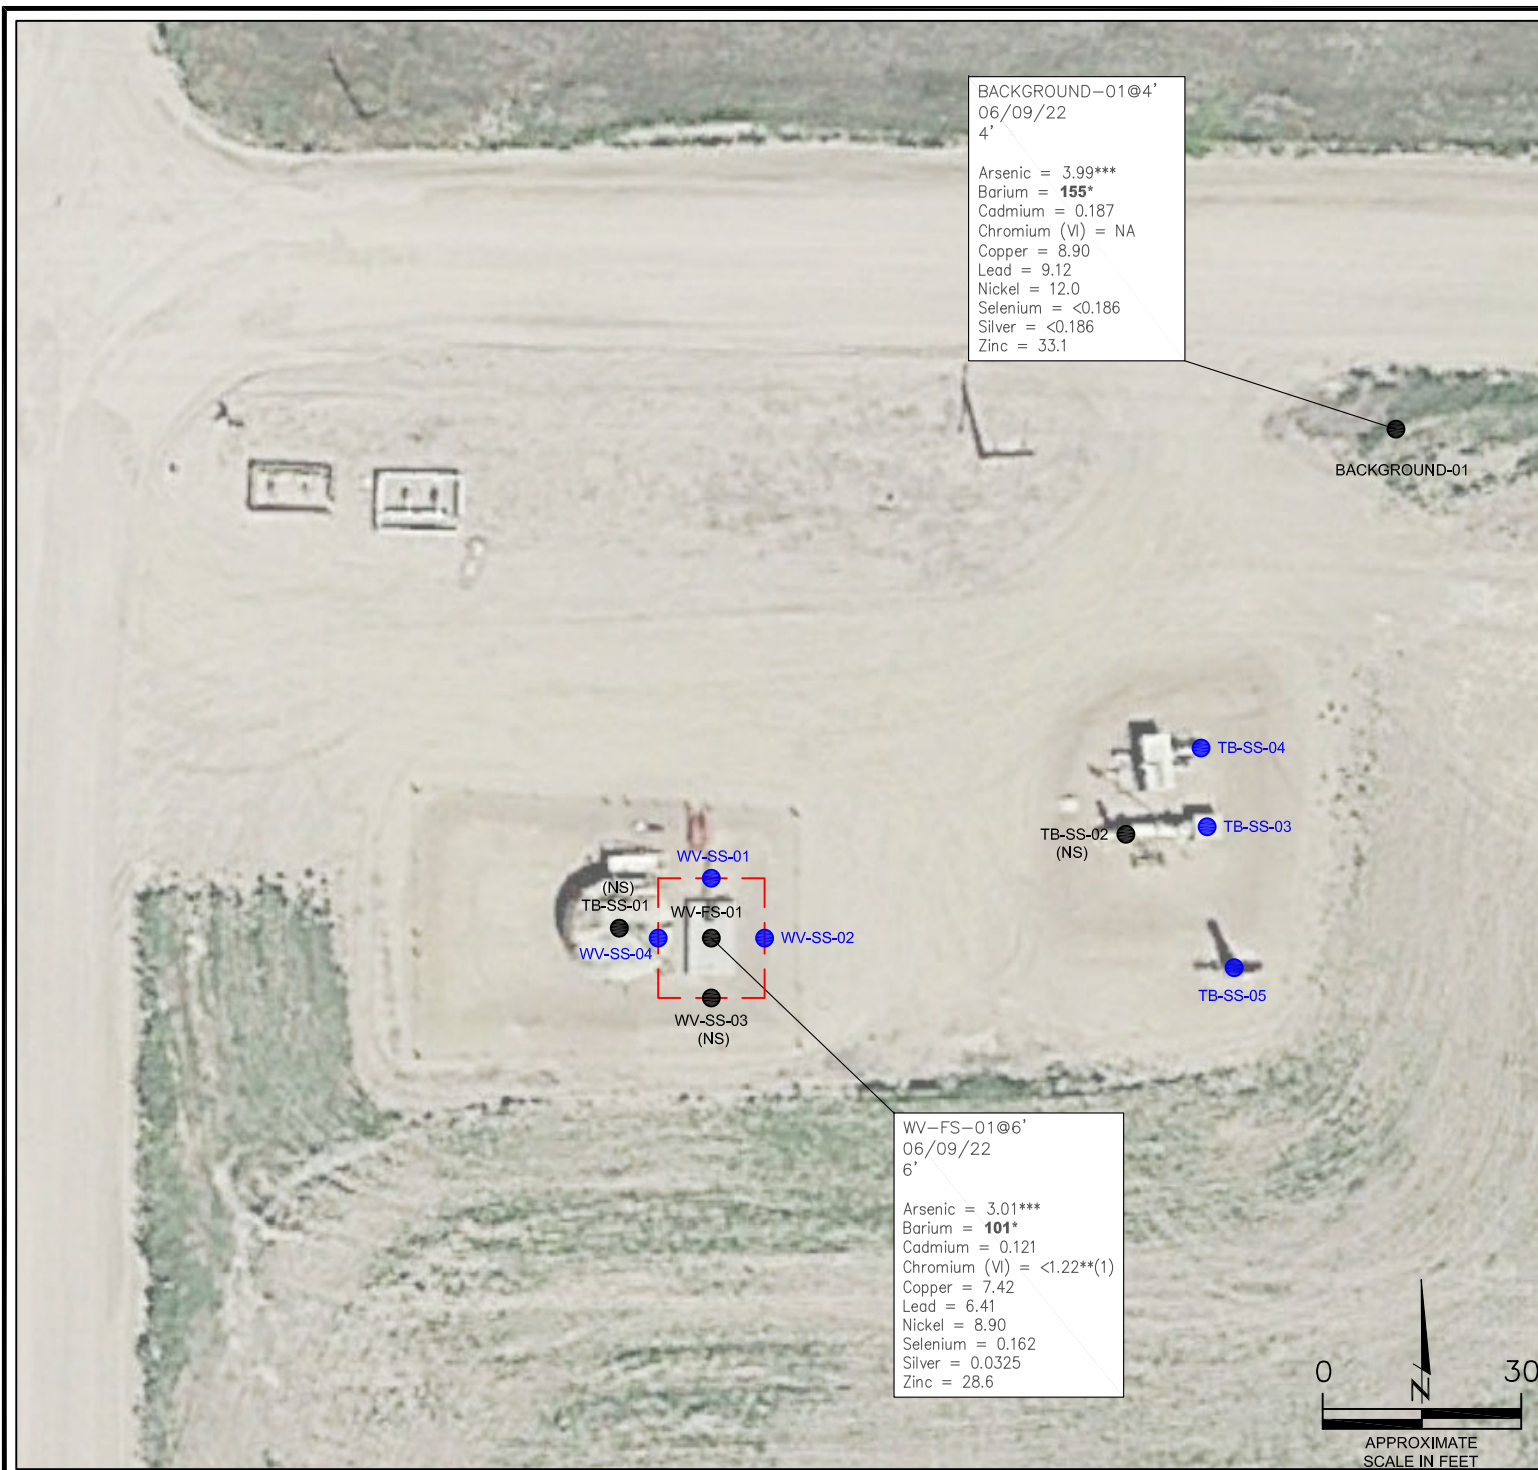 BACKGROUND-01@4'
06/09/22
4'
Arsenic = 3.99***
Barium = 155*
Cadmium = 0.187
Chromium (VI) = NA
Copper = 8.90
Lead = 9.12
Nickel = 12.0
Selenium = <0.186
Silver = <0.186
Zinc = 33.1
BACKGROUND-01
TB-SS-04
TB-SS-03
TB-SS-02
(NS)
WV-SS-01
(NS)
TB-SS-01
WV-FS-01
WV-SS-04
WV-SS-02
TB-SS-05
WV-SS-03
(NS)
WV-FS-01@6'
06/09/22
6'
Arsenic = 3.01***
Barium = 101*
Cadmium = 0.121
Chromium (VI) = <1.22**(1)
Copper = 7.42
Lead = 6.41
Nickel = 8.90
Selenium = 0.162
Silver = 0.0325
Zinc = 28.6
0 30
N
APPROXIMATE
SCALE IN FEET